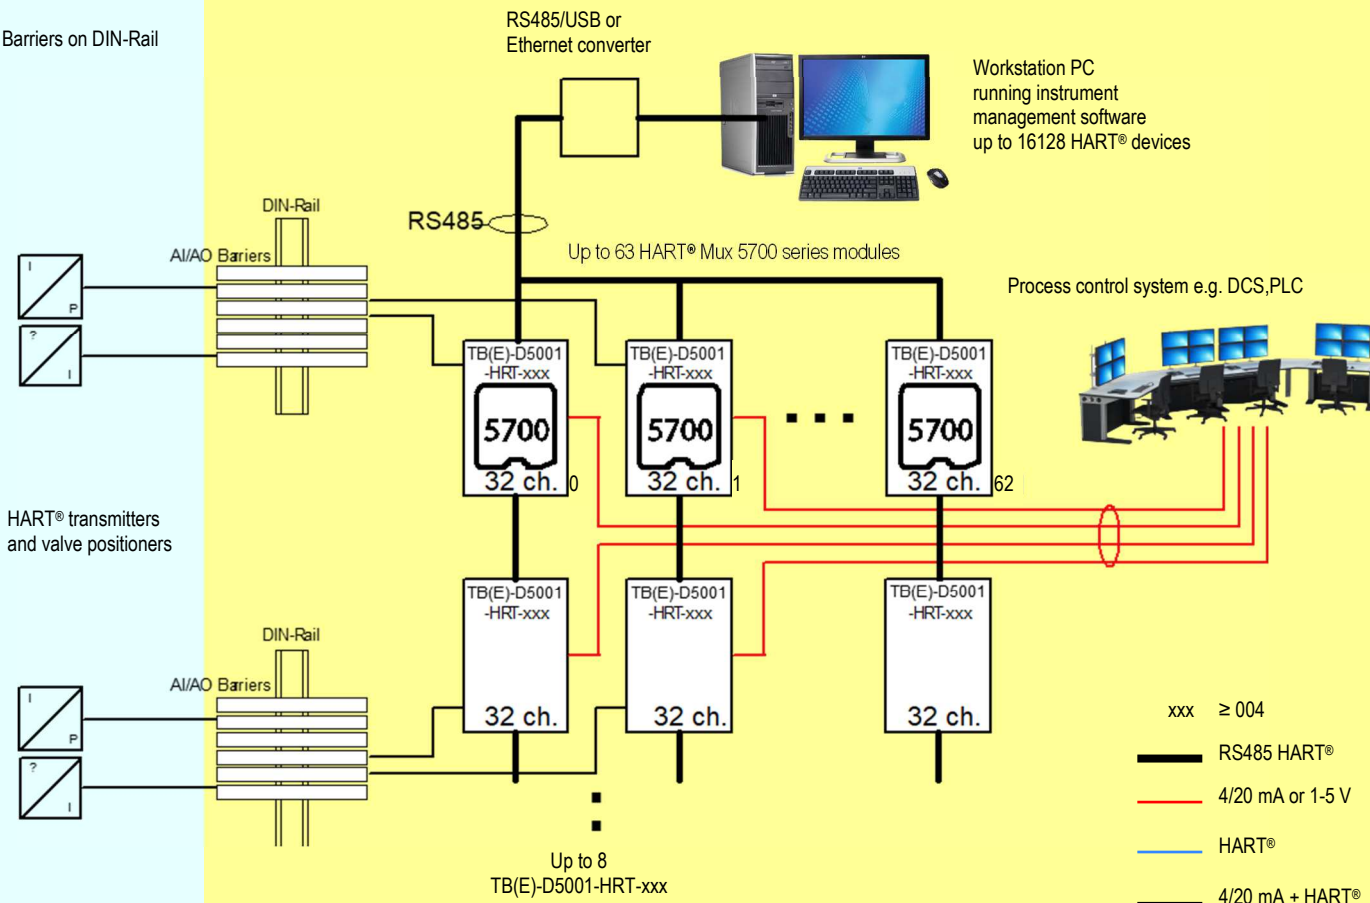 Barriers on DIN-Rail
RS485/USB or
Ethernet converter
Workstation PC
running instrument
management software
up to 16128 HART® devices
DIN-Rail
RS485
AI/AO Barriers
Up to 63 HART® Mux 5700 series modules
Process control system e.g. DCS,PLC
I
P
?
I
TB(E)-D5001
-HRT-xxx
5700
32 ch.
0
TB(E)-D5001
-HRT-xxx
5700
32 ch.
1
TB(E)-D5001
-HRT-xxx
5700
32 ch.
62
HART® transmitters
and valve positioners
DIN-Rail
AI/AO Barriers
I
P
?
I
TB(E)-D5001
-HRT-xxx
32 ch.
TB(E)-D5001
-HRT-xxx
32 ch.
TB(E)-D5001
-HRT-xxx
32 ch.
Up to 8
TB(E)-D5001-HRT-xxx
xxx ≥ 004
RS485 HART®
4/20 mA or 1-5 V
HART®
4/20 mA + HART®